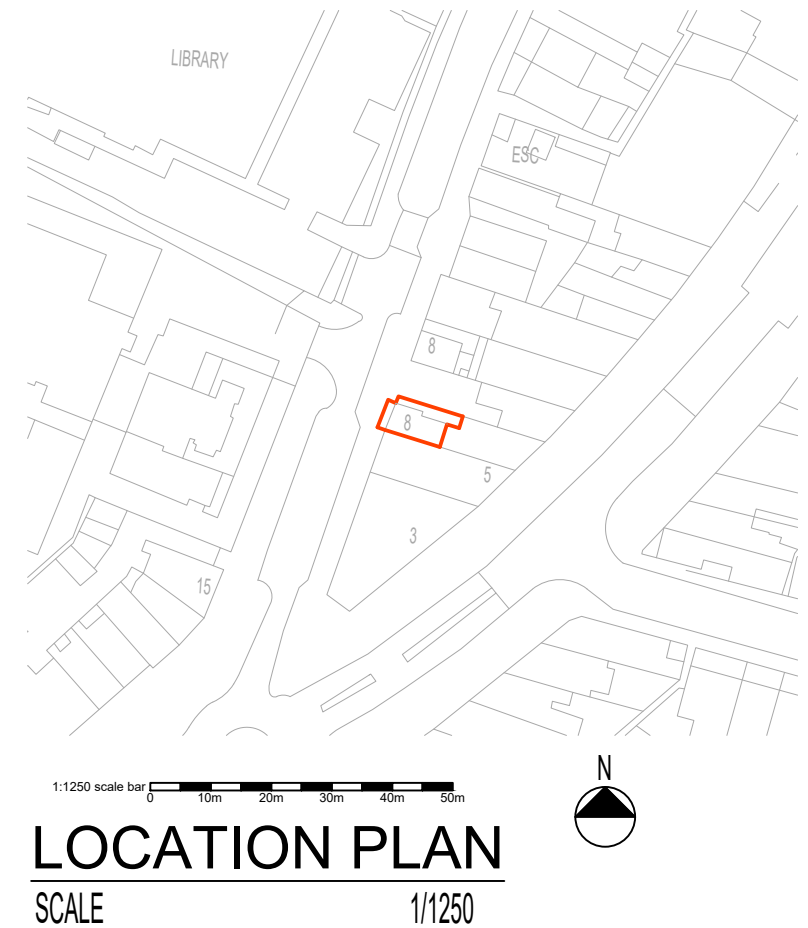 LIBRARY
ESC
8
8
5
3
15
N
1:1250 scale bar
0 10m 20m 30m 40m 50m
LOCATION PLAN
SCALE 1/1250